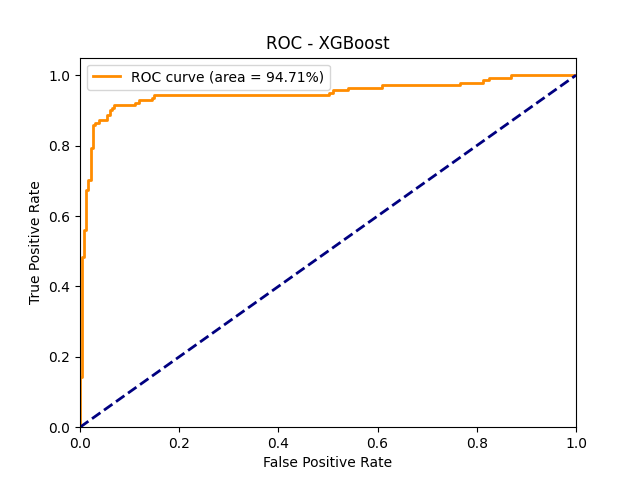 ROC - XGBoost
ROC curve (area = 94.71%)
True Positive Rate
1.0
0.8
0.6
0.4
0.2
0.0
0.0 0.2 0.4 0.6 0.8 1.0
False Positive Rate